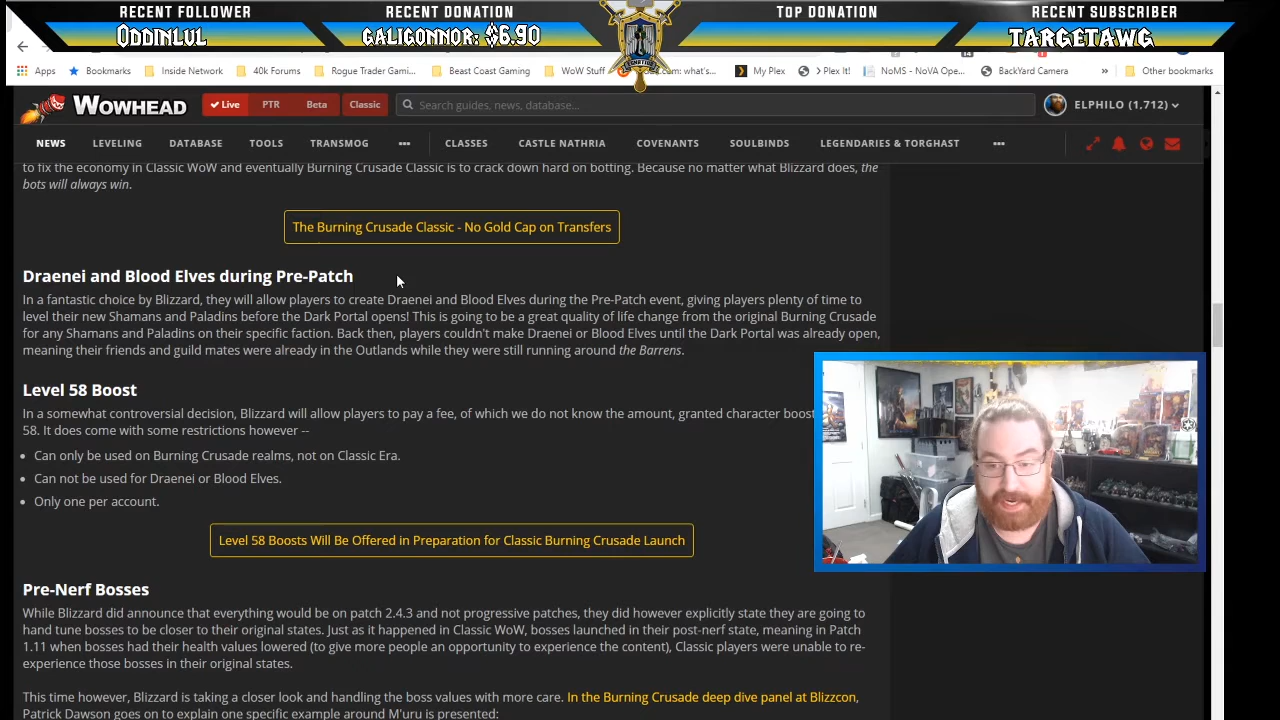 RECENT FOLLOWER
RECENT DONATION
TOP DONATION
RECENT SUBSCRIBER
ODDINLUL
CALIGONNOR: $6.90
TARGETAWG
Apps
Bookmarks
Inside Network
40k Forums
Rogue Trader Gami...
Beast Coast Gaming
WoW Stuff
.com: what's...
My Plex
Plex It!
NoMS - NoVA Ope...
BackYard Camera
»
Other bookmarks
WOWHEAD
Live
PTR
Beta
Classic
Search guides, news, database...
ELPHILO (1,712)
NEWS
LEVELING
DATABASE
TOOLS
TRANSMOG
CLASSES
CASTLE NATHRIA
COVENANTS
SOULBINDS
LEGENDARIES & TORGHAST
to fix the economy in Classic WoW and eventually Burning Crusade Classic is to crack down hard on botting. Because no matter what Blizzard does, the
bots will always win.
The Burning Crusade Classic - No Gold Cap on Transfers
Draenei and Blood Elves during Pre-Patch
In a fantastic choice by Blizzard, they will allow players to create Draenei and Blood Elves during the Pre-Patch event, giving players plenty of time to
level their new Shamans and Paladins before the Dark Portal opens! This is going to be a great quality of life change from the original Burning Crusade
for any Shamans and Paladins on their specific faction. Back then, players couldn't make Draenei or Blood Elves until the Dark Portal was already open,
meaning their friends and guild mates were already in the Outlands while they were still running around the Barrens.
Level 58 Boost
In a somewhat controversial decision, Blizzard will allow players to pay a fee, of which we do not know the amount, granted character boost
58. It does come with some restrictions however --
Can only be used on Burning Crusade realms, not on Classic Era.
Can not be used for Draenei or Blood Elves.
Only one per account.
Level 58 Boosts Will Be Offered in Preparation for Classic Burning Crusade Launch
Pre-Nerf Bosses
While Blizzard did announce that everything would be on patch 2.4.3 and not progressive patches, they did however explicitly state they are going to
hand tune bosses to be closer to their original states. Just as it happened in Classic WoW, bosses launched in their post-nerf state, meaning in Patch
1.11 when bosses had their health values lowered (to give more people an opportunity to experience the content), Classic players were unable to re-
experience those bosses in their original states.
This time however, Blizzard is taking a closer look and handling the boss values with more care. In the Burning Crusade deep dive panel at Blizzcon,
Patrick Dawson goes on to explain one specific example around M'uru is presented: